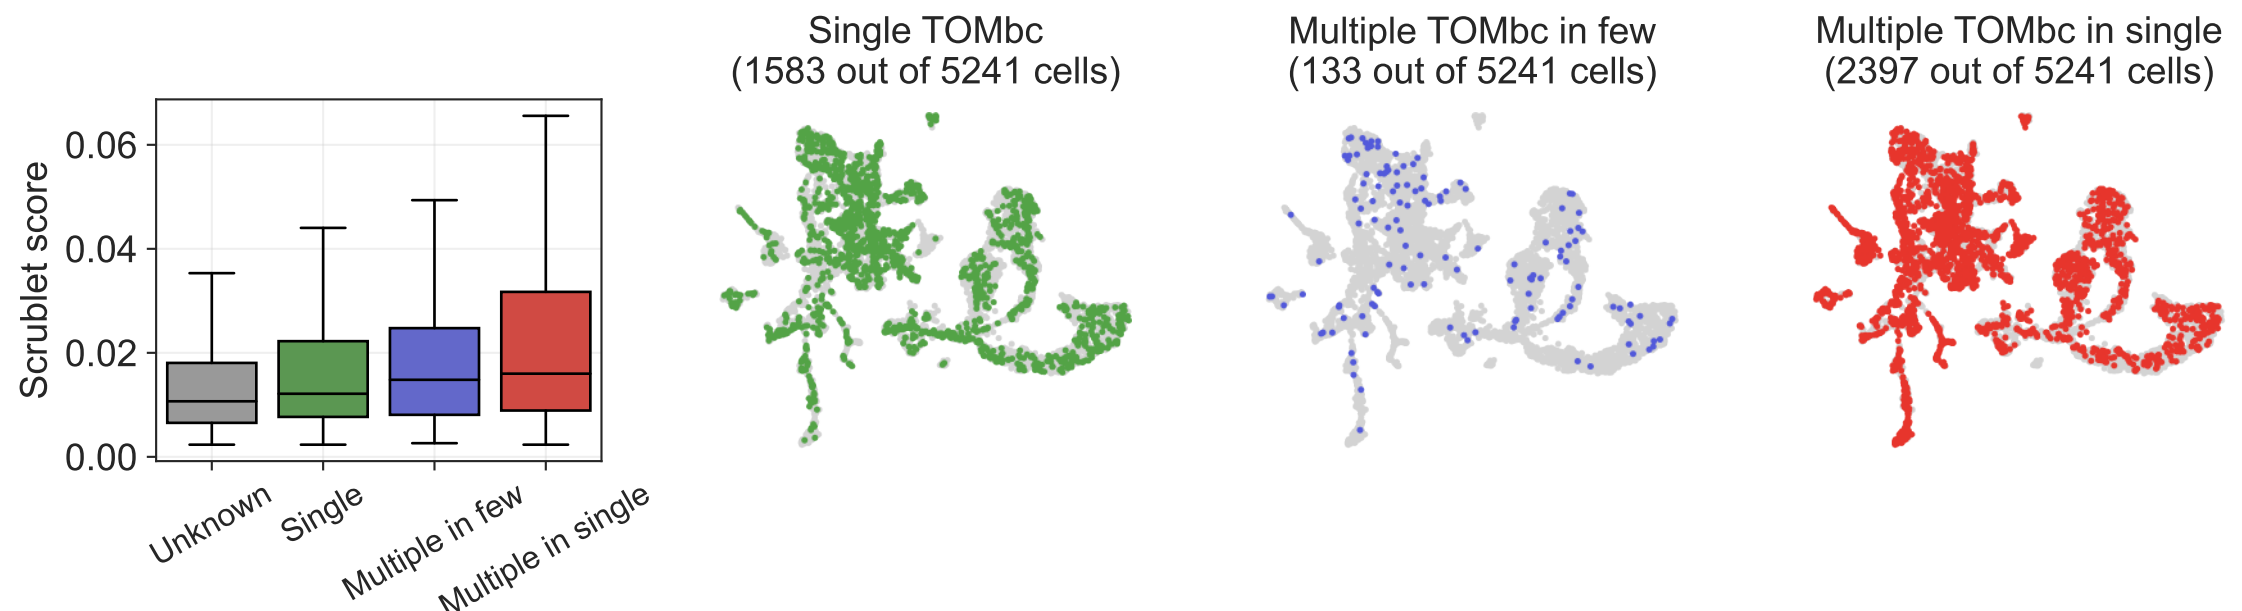 Scrublet score
0.06
0.04
0.02
0.00
Unknown
Single
Multiple in few
Multiple in single
Single TOMbc
(1583 out of 5241 cells)
Multiple TOMbc in few
(133 out of 5241 cells)
Multiple TOMbc in single
(2397 out of 5241 cells)